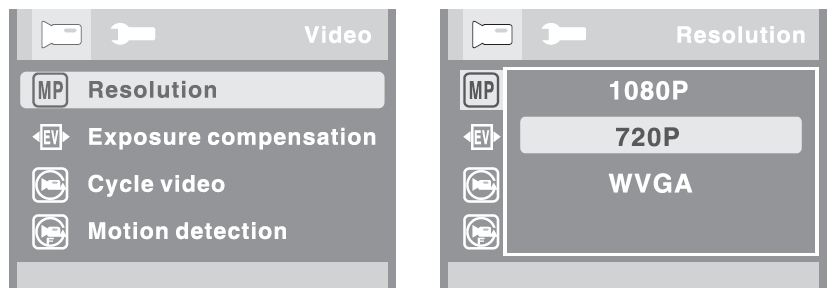 Video
MP Resolution
EV Exposure compensation
Cycle video
F Motion detection
Resolution
MP 1080P
EV 720P
WVGA
F